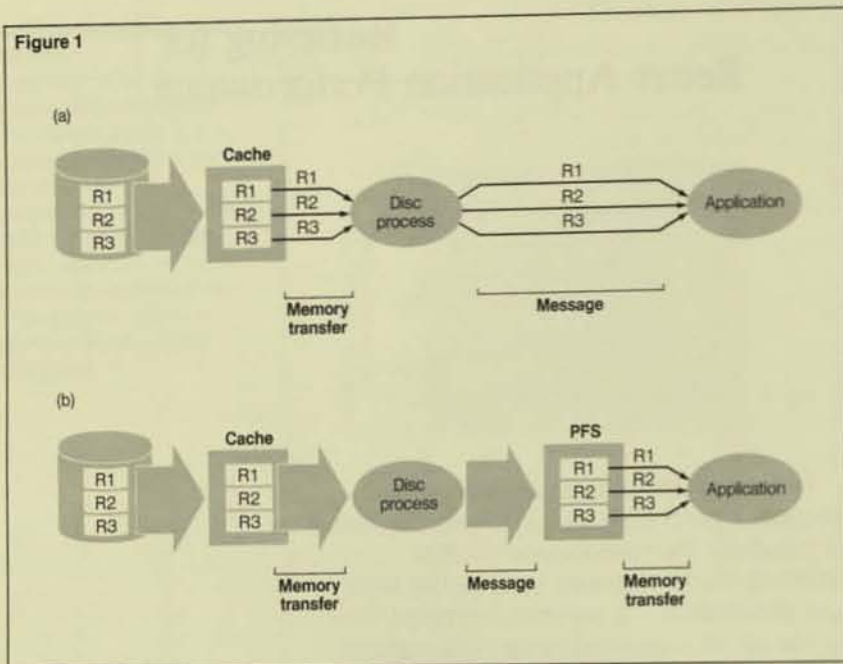 Figure 1
(a)
Cache
R1
R2
R3
R1
R2
R3
R1
R2
R3
Disc
process
R1
R2
R3
Application
Memory
transfer
Message
(b)
Cache
PFS
R1
R2
R3
R1
R2
R3
Disc
process
R1
R2
R3
R1
R2
R3
Application
Memory
transfer
Message
Memory
transfer